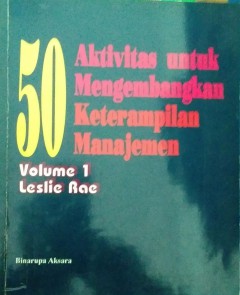 50
Aktivitas untuk
Mengembangkan
Keterampilan
Manajemen
Volume 1
Leslie Rae
Binarupa Aksara